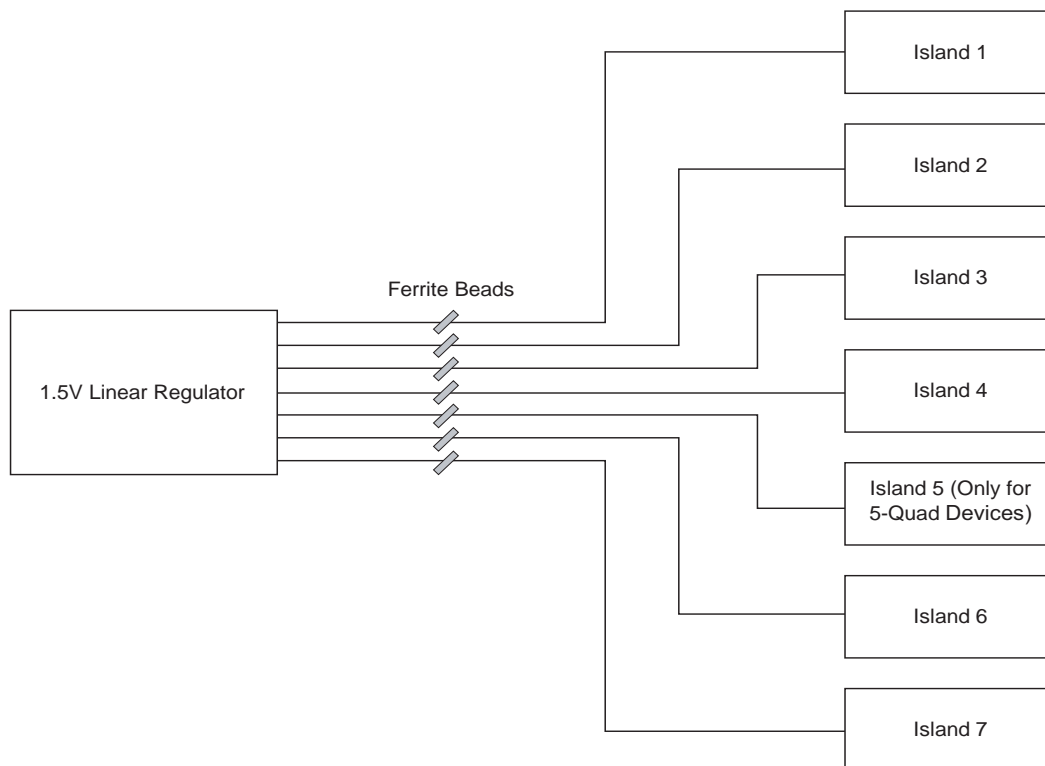 Island 1
Island 2
Island 3
Ferrite Beads
1.5V Linear Regulator
Island 4
Island 5 (Only for
5-Quad Devices)
Island 6
Island 7